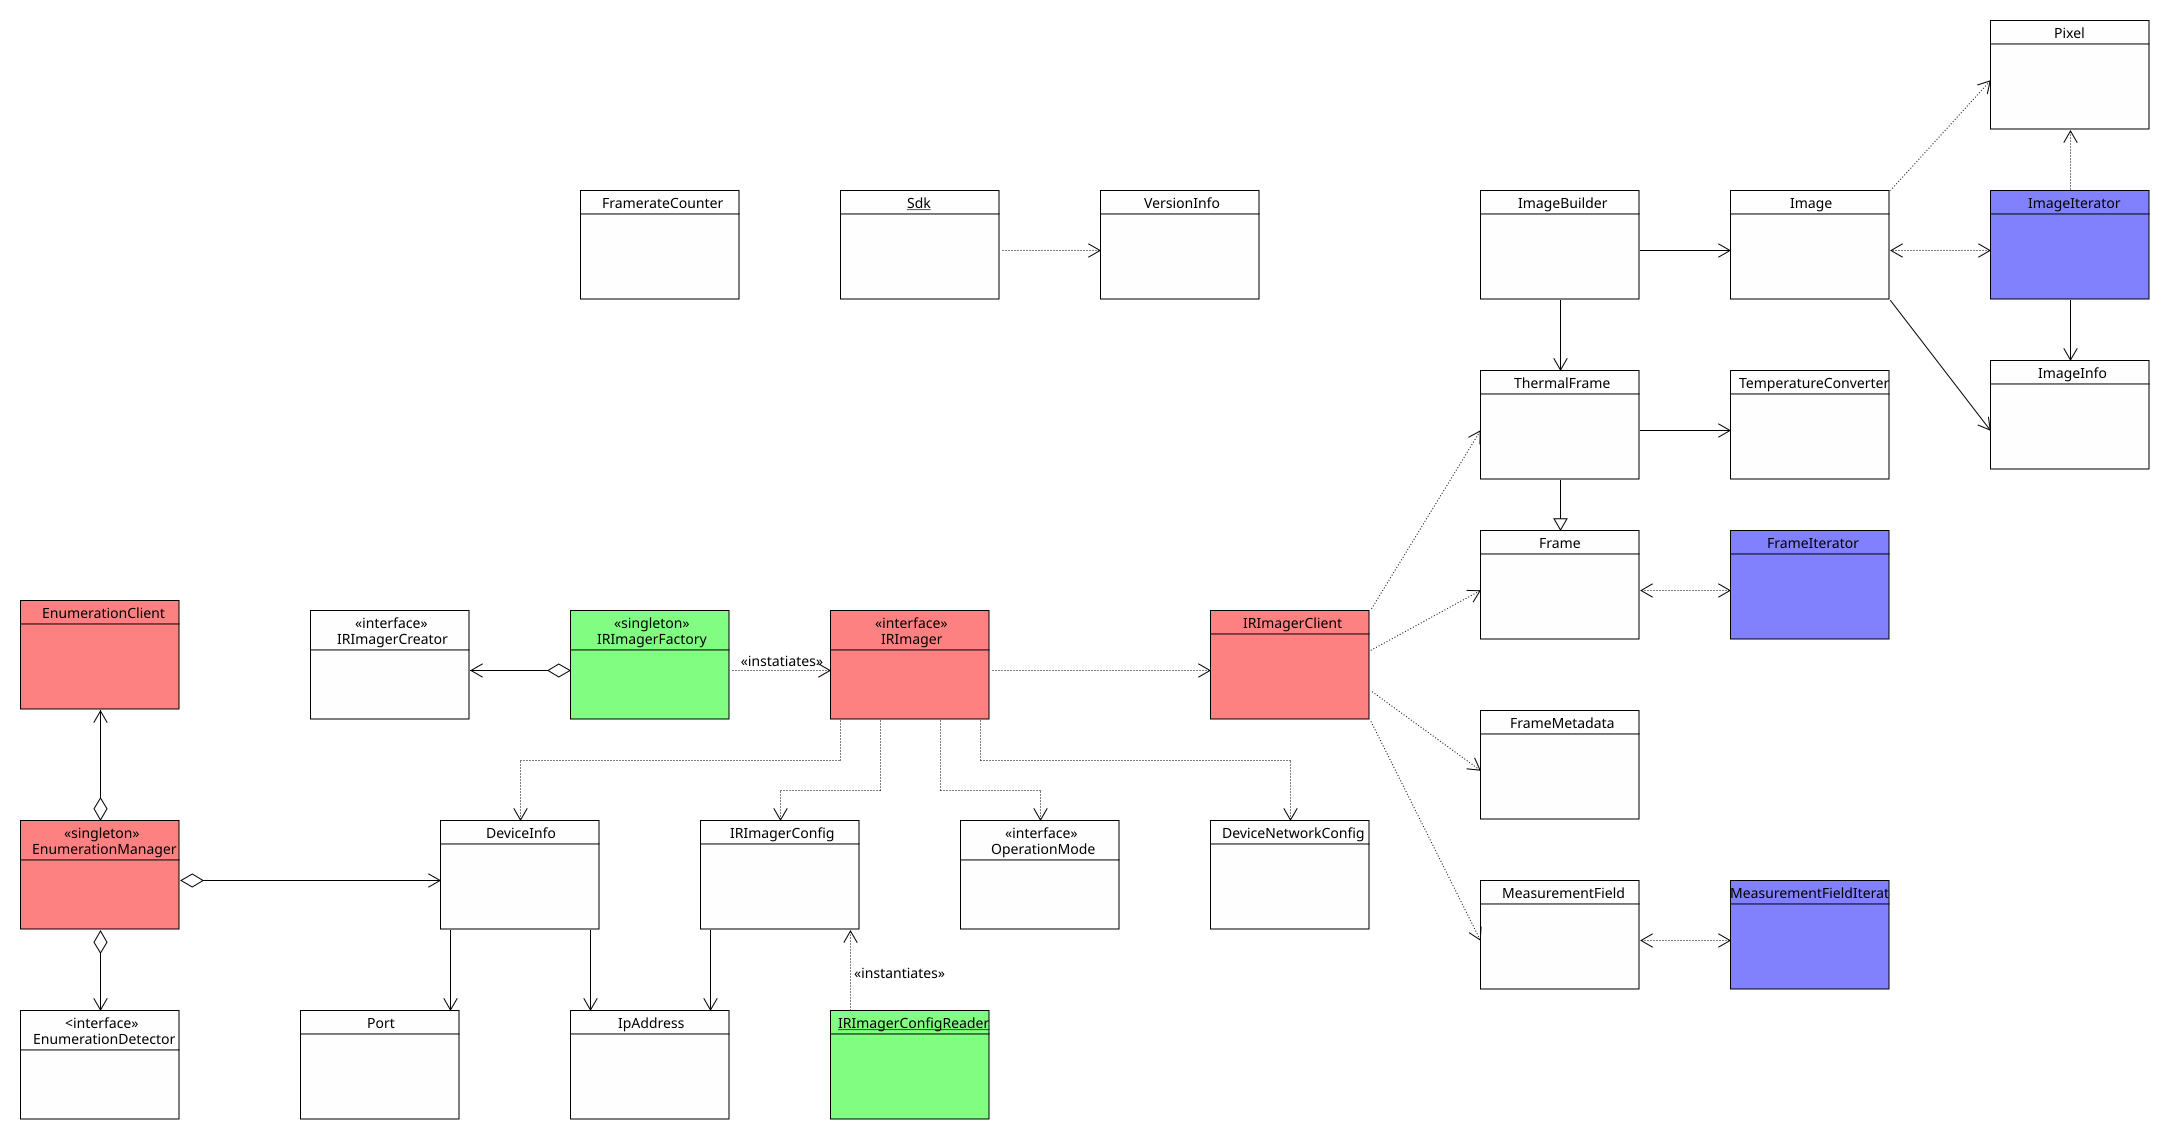 Pixel
FramerateCounter
Sdk
VersionInfo
ImageBuilder
Image
ImageIterator
ThermalFrame
TemperatureConverter
ImageInfo
Frame
FrameIterator
EnumerationClient
«interface»
IRImagerCreator
«singleton»
IRImagerFactory
«instatiates»
«interface»
IRImager
IRImagerClient
FrameMetadata
«singleton»
EnumerationManager
DeviceInfo
IRImagerConfig
«interface»
OperationMode
DeviceNetworkConfig
MeasurementField
MeasurementFieldIterat
«instantiates»
<interface»
EnumerationDetector
Port
IpAddress
IRImagerConfigReader